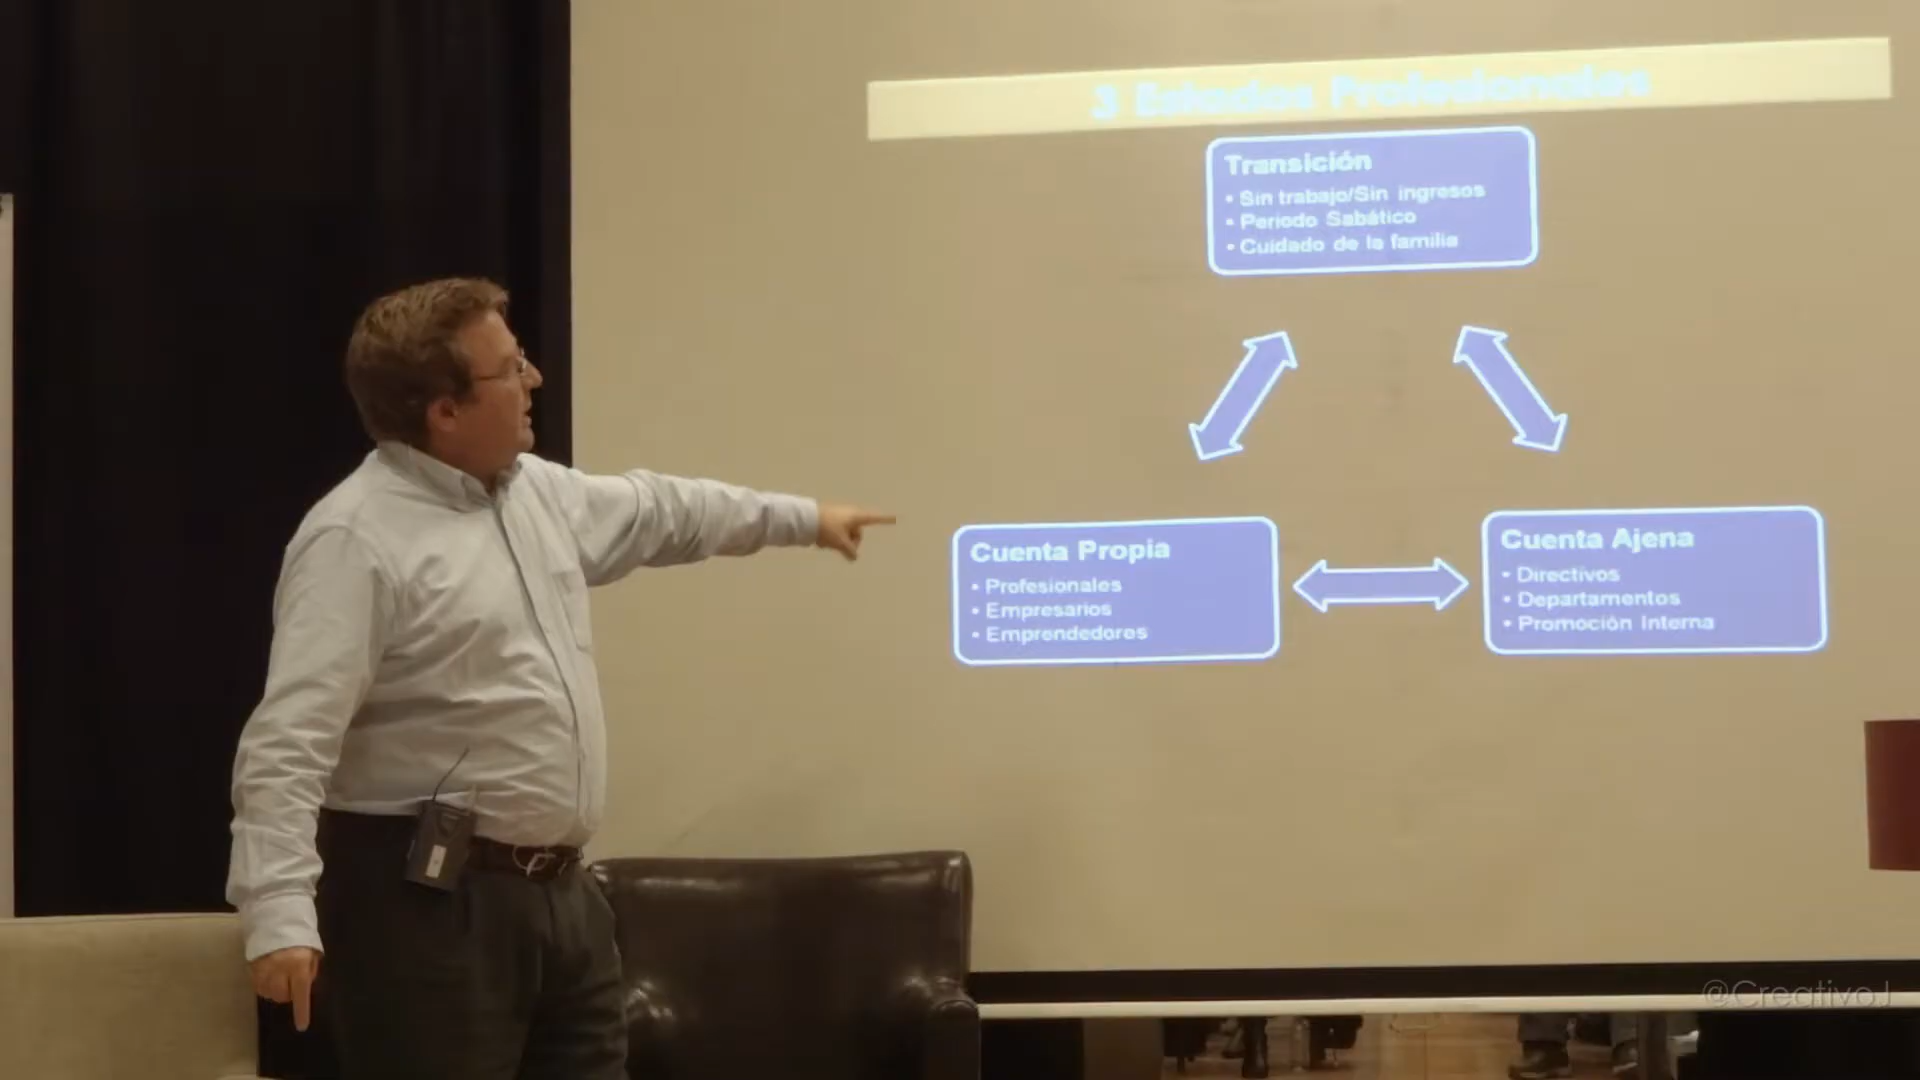 3 Estados Profesionales
Transición
• Sin trabajo/Sin ingresos
• Periodo Sabático
• Cuidado de la familia
Cuenta Propia
• Profesionales
• Empresarios
• Emprendedores
Cuenta Ajena
• Directivos
• Departamentos
• Promoción Interna
@CreativoJ